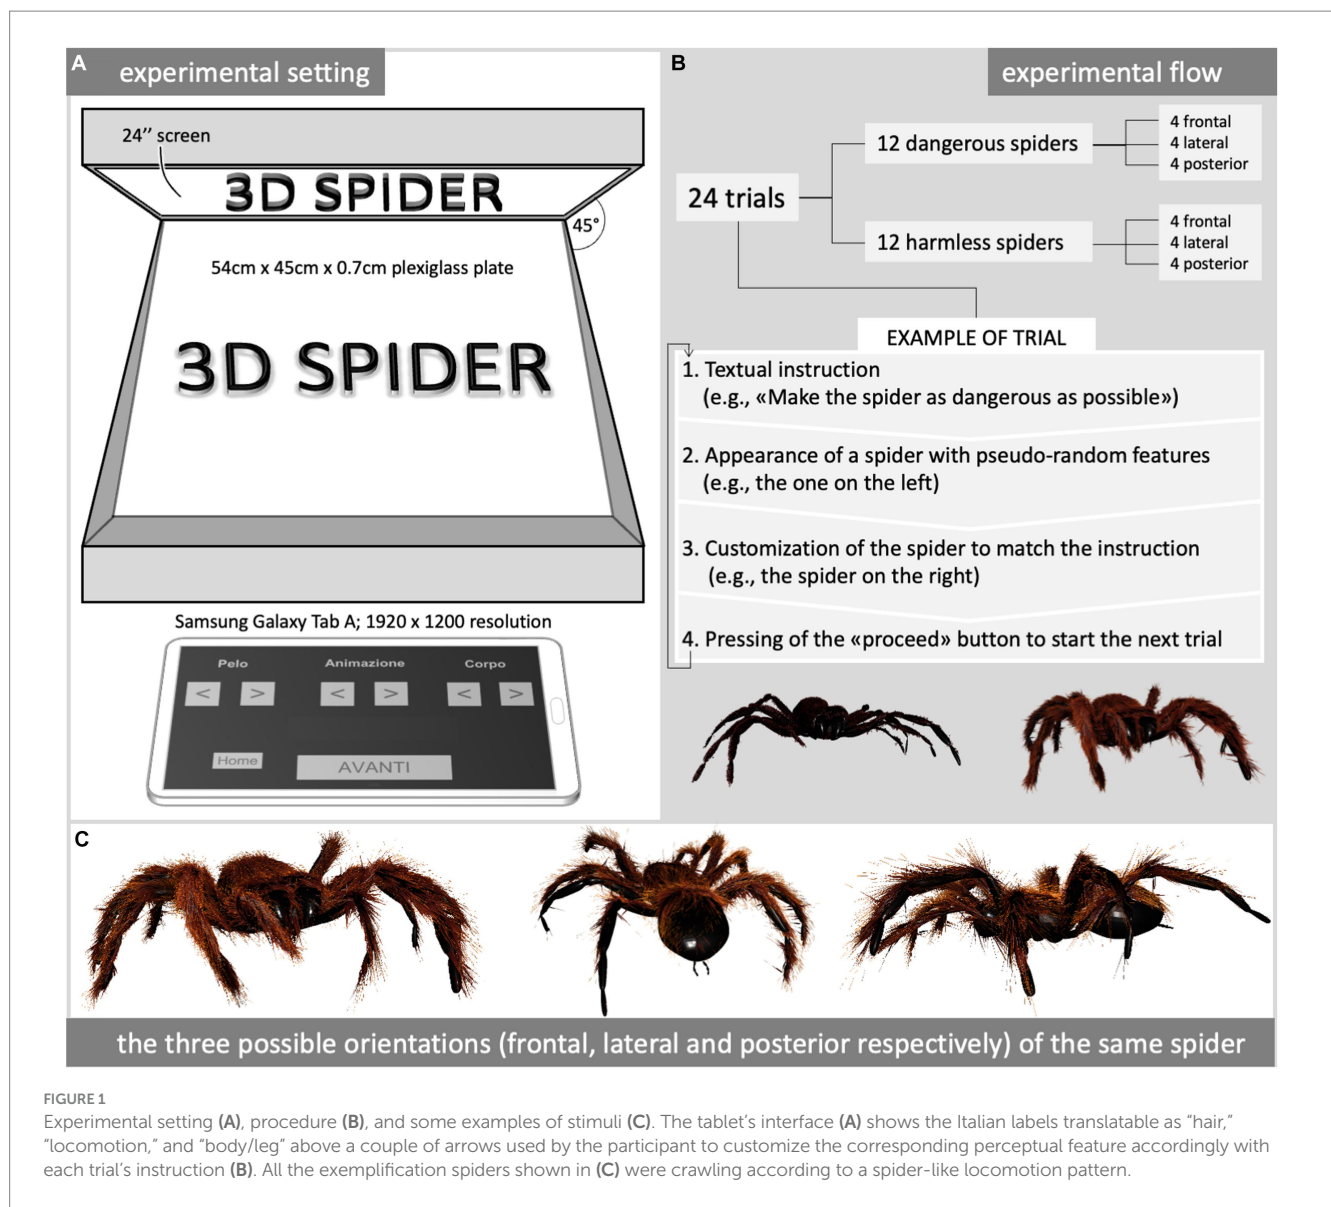 A
experimental setting
24’’ screen
3D SPIDER
45°
54cm x 45cm x 0.7cm plexiglass plate
3D SPIDER
Samsung Galaxy Tab A; 1920 x 1200 resolution
Pelo Animazione Corpo
< > < > < >
Home
AVANTI
B
experimental flow
24 trials
12 dangerous spiders
4 frontal
4 lateral
4 posterior
12 harmless spiders
4 frontal
4 lateral
4 posterior
EXAMPLE OF TRIAL
1. Textual instruction
(e.g., «Make the spider as dangerous as possible»)
2. Appearance of a spider with pseudo-random features
(e.g., the one on the left)
3. Customization of the spider to match the instruction
(e.g., the spider on the right)
4. Pressing of the «proceed» button to start the next trial
C
the three possible orientations (frontal, lateral and posterior respectively) of the same spider
FIGURE 1
Experimental setting (A), procedure (B), and some examples of stimuli (C). The tablet’s interface (A) shows the Italian labels translatable as “hair,”
“locomotion,” and “body/leg” above a couple of arrows used by the participant to customize the corresponding perceptual feature accordingly with
each trial’s instruction (B). All the exemplification spiders shown in (C) were crawling according to a spider-like locomotion pattern.